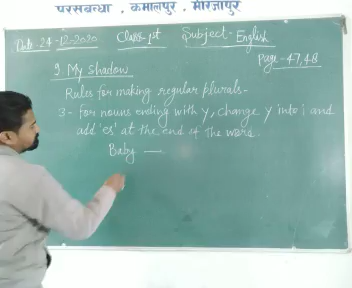 परसबन्धा , कमालपुर , मीरजापुर
Date-24-12-2020 Class-1st Subject-English
Page-47,48
9 My shadow
Rules for making regular plurals-
3- for nouns ending with y, change y into i and
add 'es' at the end of the word.
Baby —